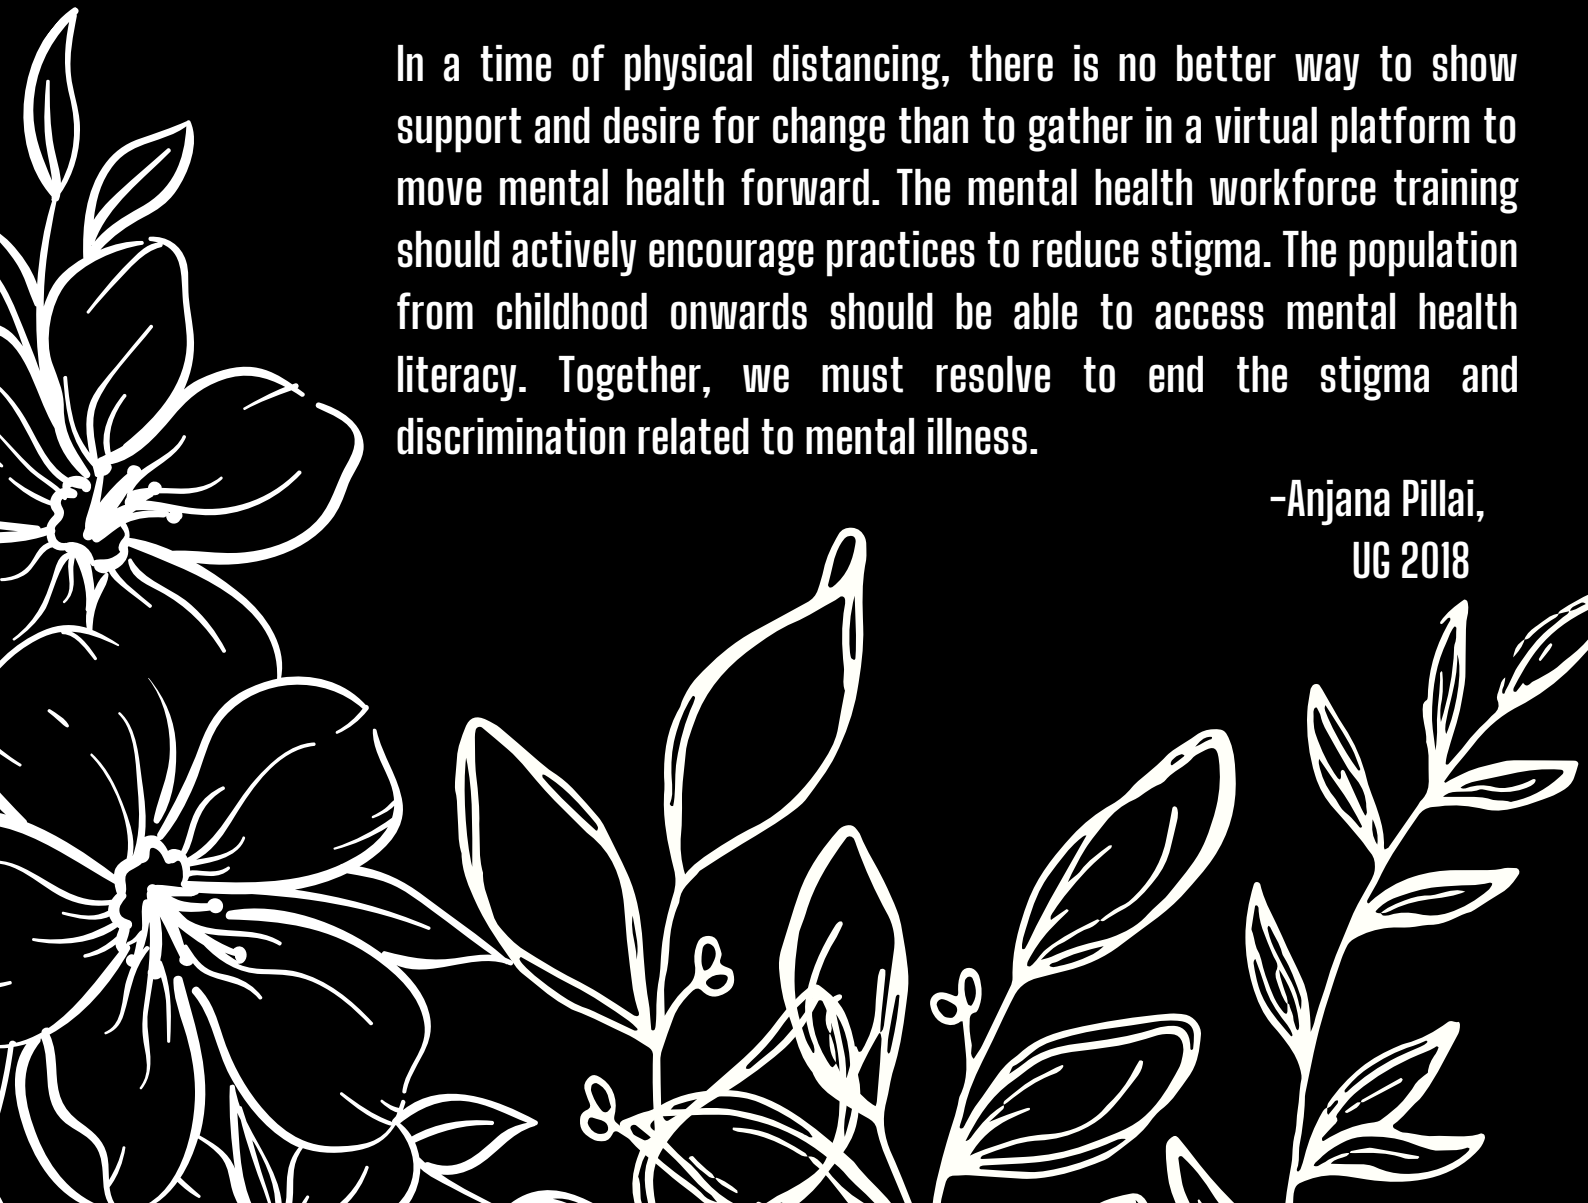 In a time of physical distancing, there is no better way to show
support and desire for change than to gather in a virtual platform to
move mental health forward. The mental health workforce training
should actively encourage practices to reduce stigma. The population
from childhood onwards should be able to access mental health
literacy. Together, we must resolve to end the stigma and
discrimination related to mental illness.
-Anjana Pillai,
UG 2018